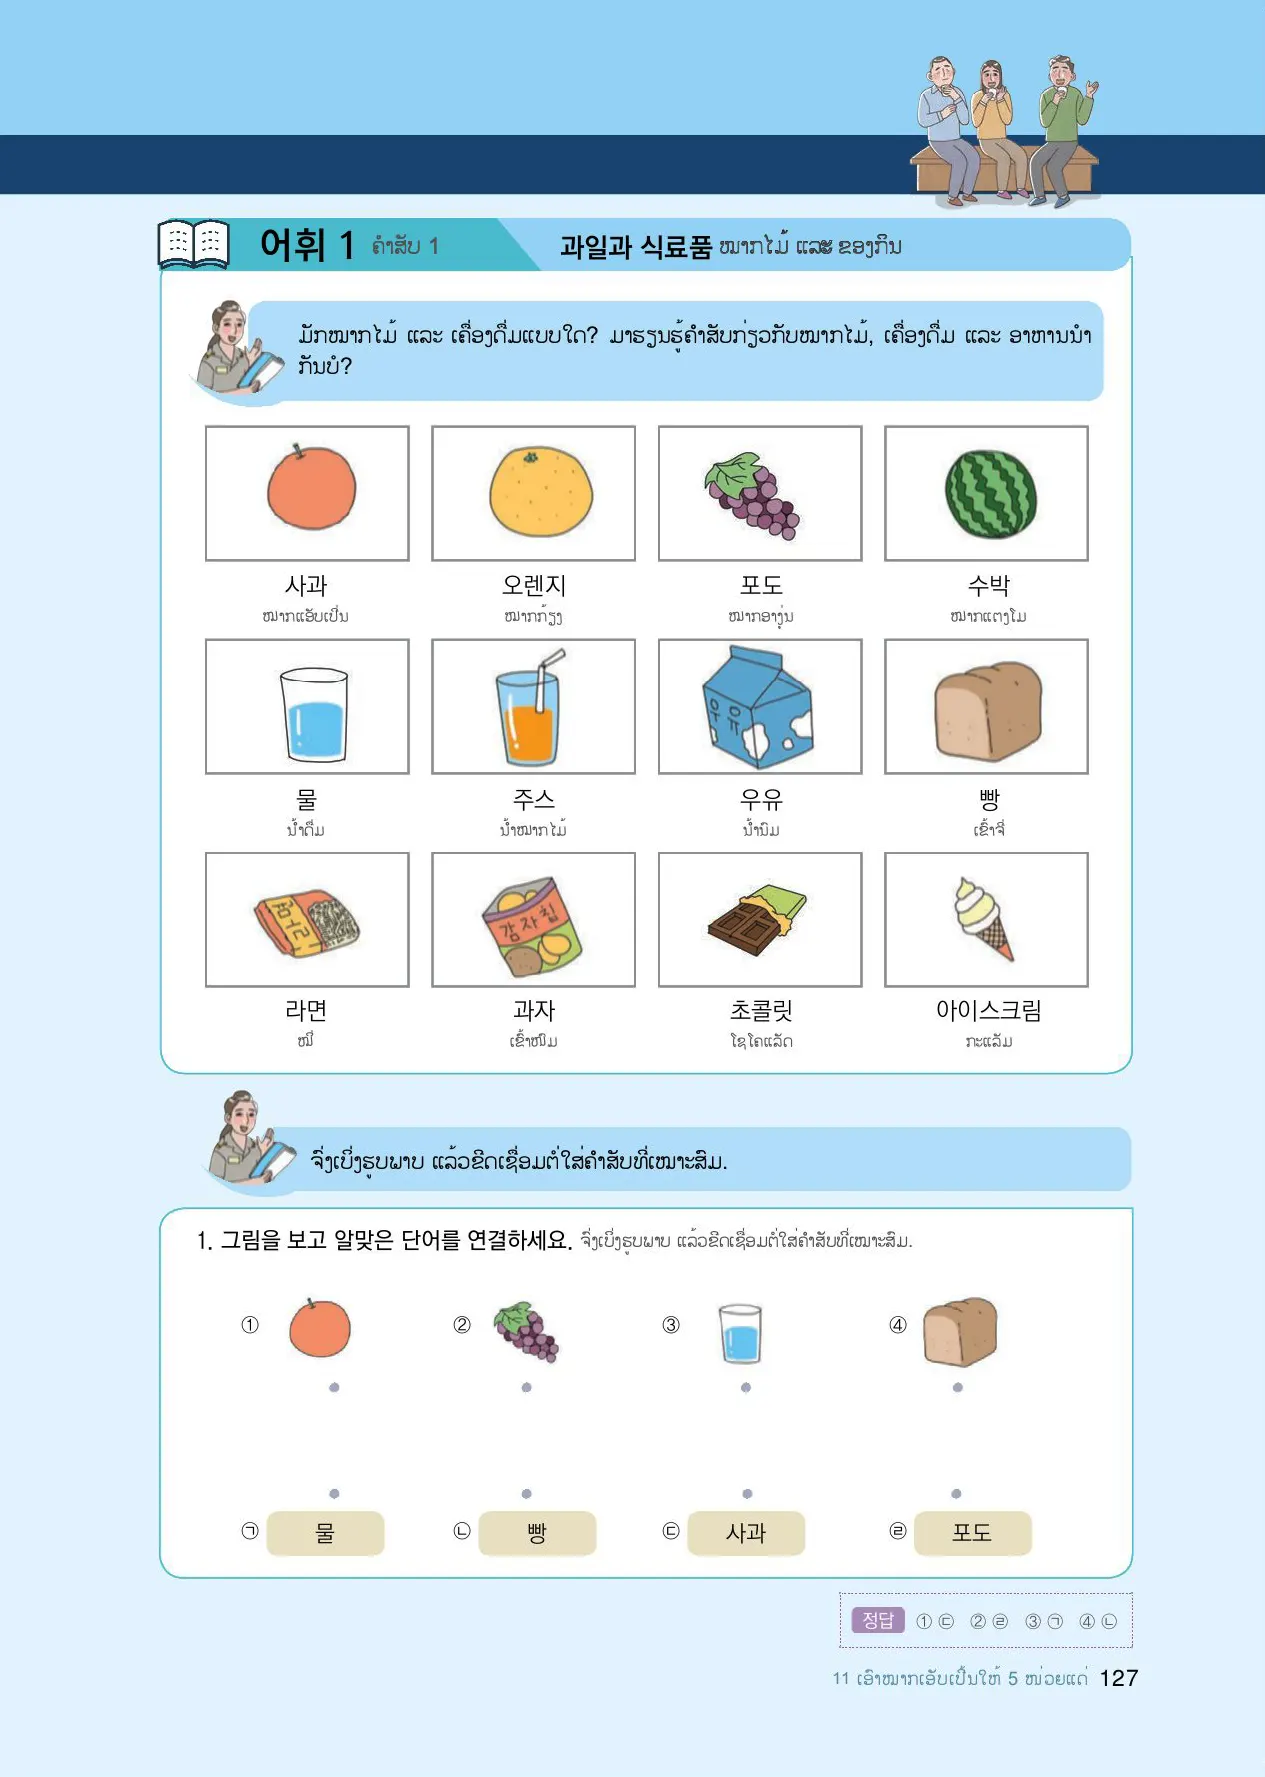 어휘 1 ຄໍາສັບ 1
과일과 식료품 ໝາກໄມ້ ແລະ ຂອງກິນ
ມັກໝາກໄມ້ ແລະ ເຄື່ອງດື່ມແບບໃດ? ມາຮຽນຮູ້ຄໍາສັບກ່ຽວກັບໝາກໄມ້, ເຄື່ອງດື່ມ ແລະ ອາຫານນໍາ
ກັນບໍ?
사과 오렌지 포도 수박
ໝາກແອັບເປີ່ນ ໝາກກ້ຽງ ໝາກອາງຸ່ນ ໝາກແຕງໂມ
우유
물 주스 우유 빵
ນໍ້າດື່ມ ນໍ້າໝາກໄມ້ ນໍ້ານົມ ເຂົ້າຈີ່
감자칩
라면 과자 초콜릿 아이스크림
ໝີ່ ເຂົ້າໜົມ ໂຊໂຄແລັດ ກະແລັມ
ຈົ່ງເບິ່ງຮູບພາບ ແລ້ວຂີດເຊື່ອມຕໍ່ໃສ່ຄໍາສັບທີ່ເໝາະສົມ.
1. 그림을 보고 알맞은 단어를 연결하세요. ຈົ່ງເບິ່ງຮູບພາບ ແລ້ວຂີດເຊື່ອມຕໍ່ໃສ່ຄໍາສັບທີ່ເໝາະສົມ.
① ② ③ ④
㉠ 물 ㉡ 빵 ㉢ 사과 ㉣ 포도
정답 ① ㉢ ② ㉣ ③ ㉠ ④ ㉡
11 ເອົາໝາກເອັບເປິ້ນໃຫ້ 5 ໜ່ວຍແດ່ 127